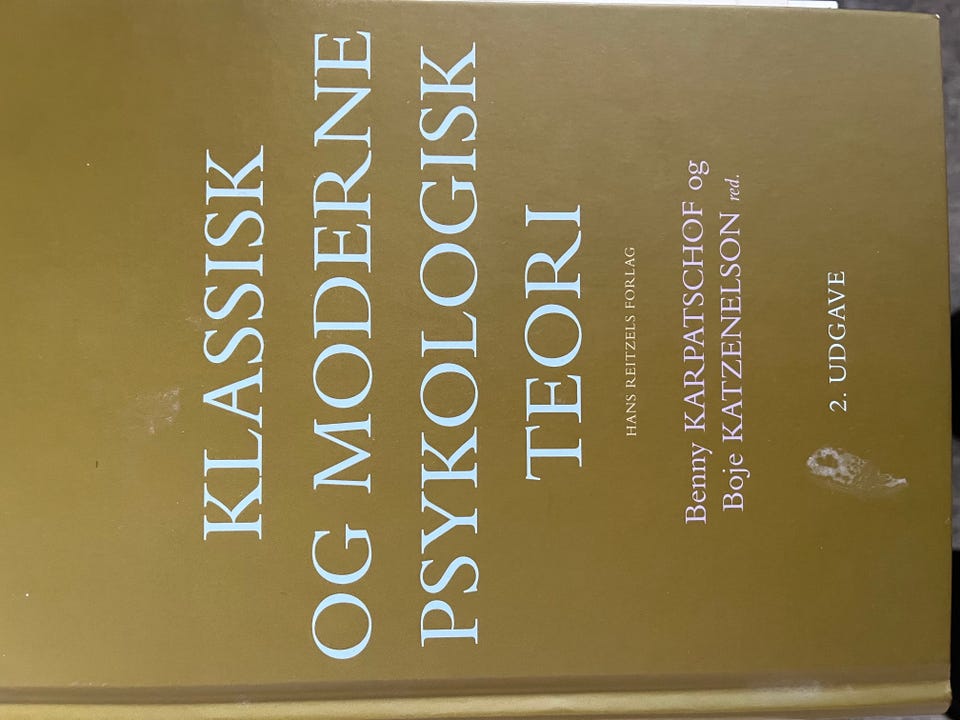 KLASSISK
OG MODERNE
PSYKOLOGISK
TEORI
HANS REITZELS FORLAG
Benny KARPATSCHOF og
Boje KATZENELSON red.
2. UDGAVE